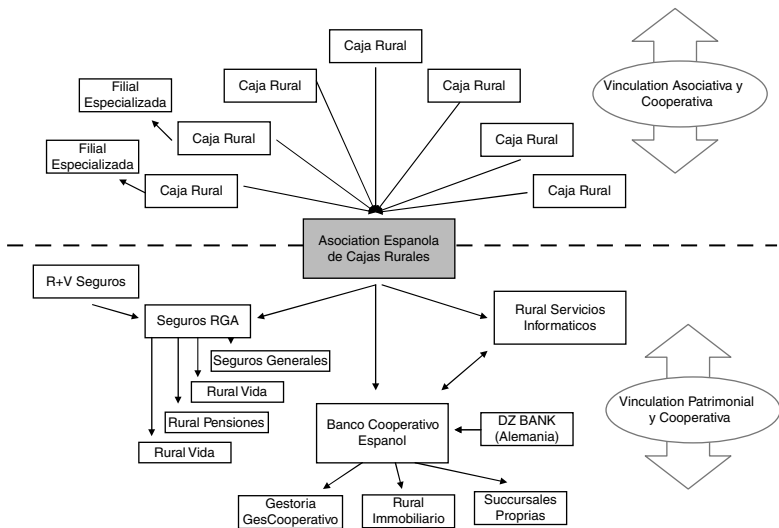 Caja Rural
Vinculation Asociativa y
Cooperativa
Filial
Especializada
Caja Rural
Caja Rural
Caja Rural
Caja Rural
Filial
Especializada
Caja Rural
Caja Rural
Asociation Espanola
de Cajas Rurales
R+V Seguros
Seguros RGA
Rural Servicios
Informaticos
Seguros Generales
Rural Vida
Rural Pensiones
Rural Vida
Banco Cooperativo
Espanol
DZ BANK
(Alemania)
Vinculation Patrimonial
y Cooperativa
Gestoria
GesCooperativo
Rural
Immobiliario
Succursales
Proprias